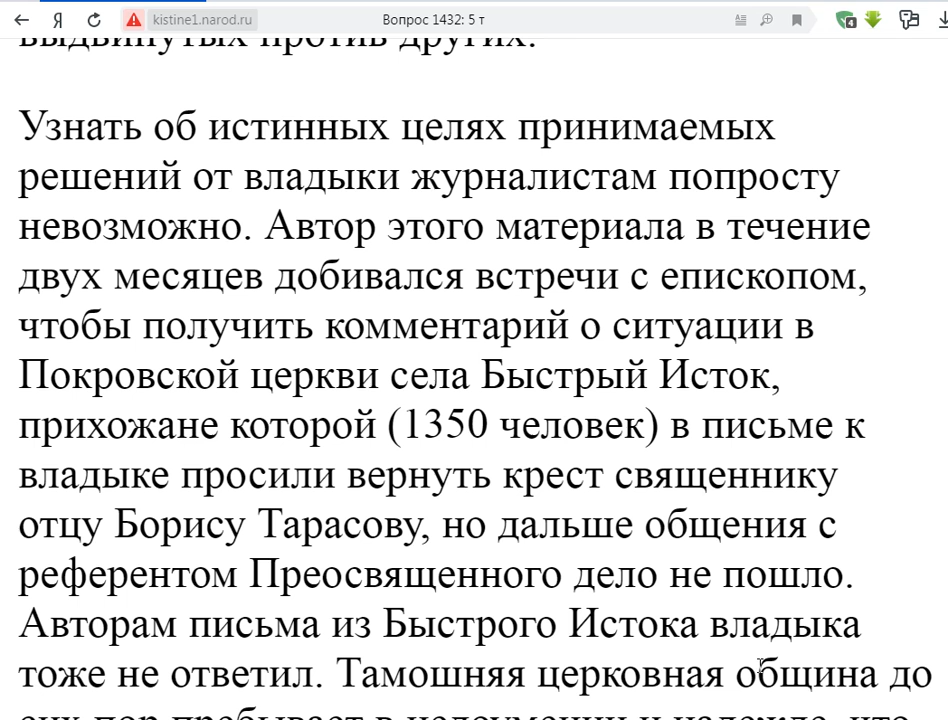 Я
kistine1.narod.ru
Вопрос 1432: 5 т
4
выдвинутых против других.
Узнать об истинных целях принимаемых
решений от владыки журналистам попросту
невозможно. Автор этого материала в течение
двух месяцев добивался встречи с епископом,
чтобы получить комментарий о ситуации в
Покровской церкви села Быстрый Исток,
прихожане которой (1350 человек) в письме к
владыке просили вернуть крест священнику
отцу Борису Тарасову, но дальше общения с
референтом Преосвященного дело не пошло.
Авторам письма из Быстрого Истока владыка
тоже не ответил. Тамошняя церковная община до
сих пор пребывает в недоумении и надежде, что